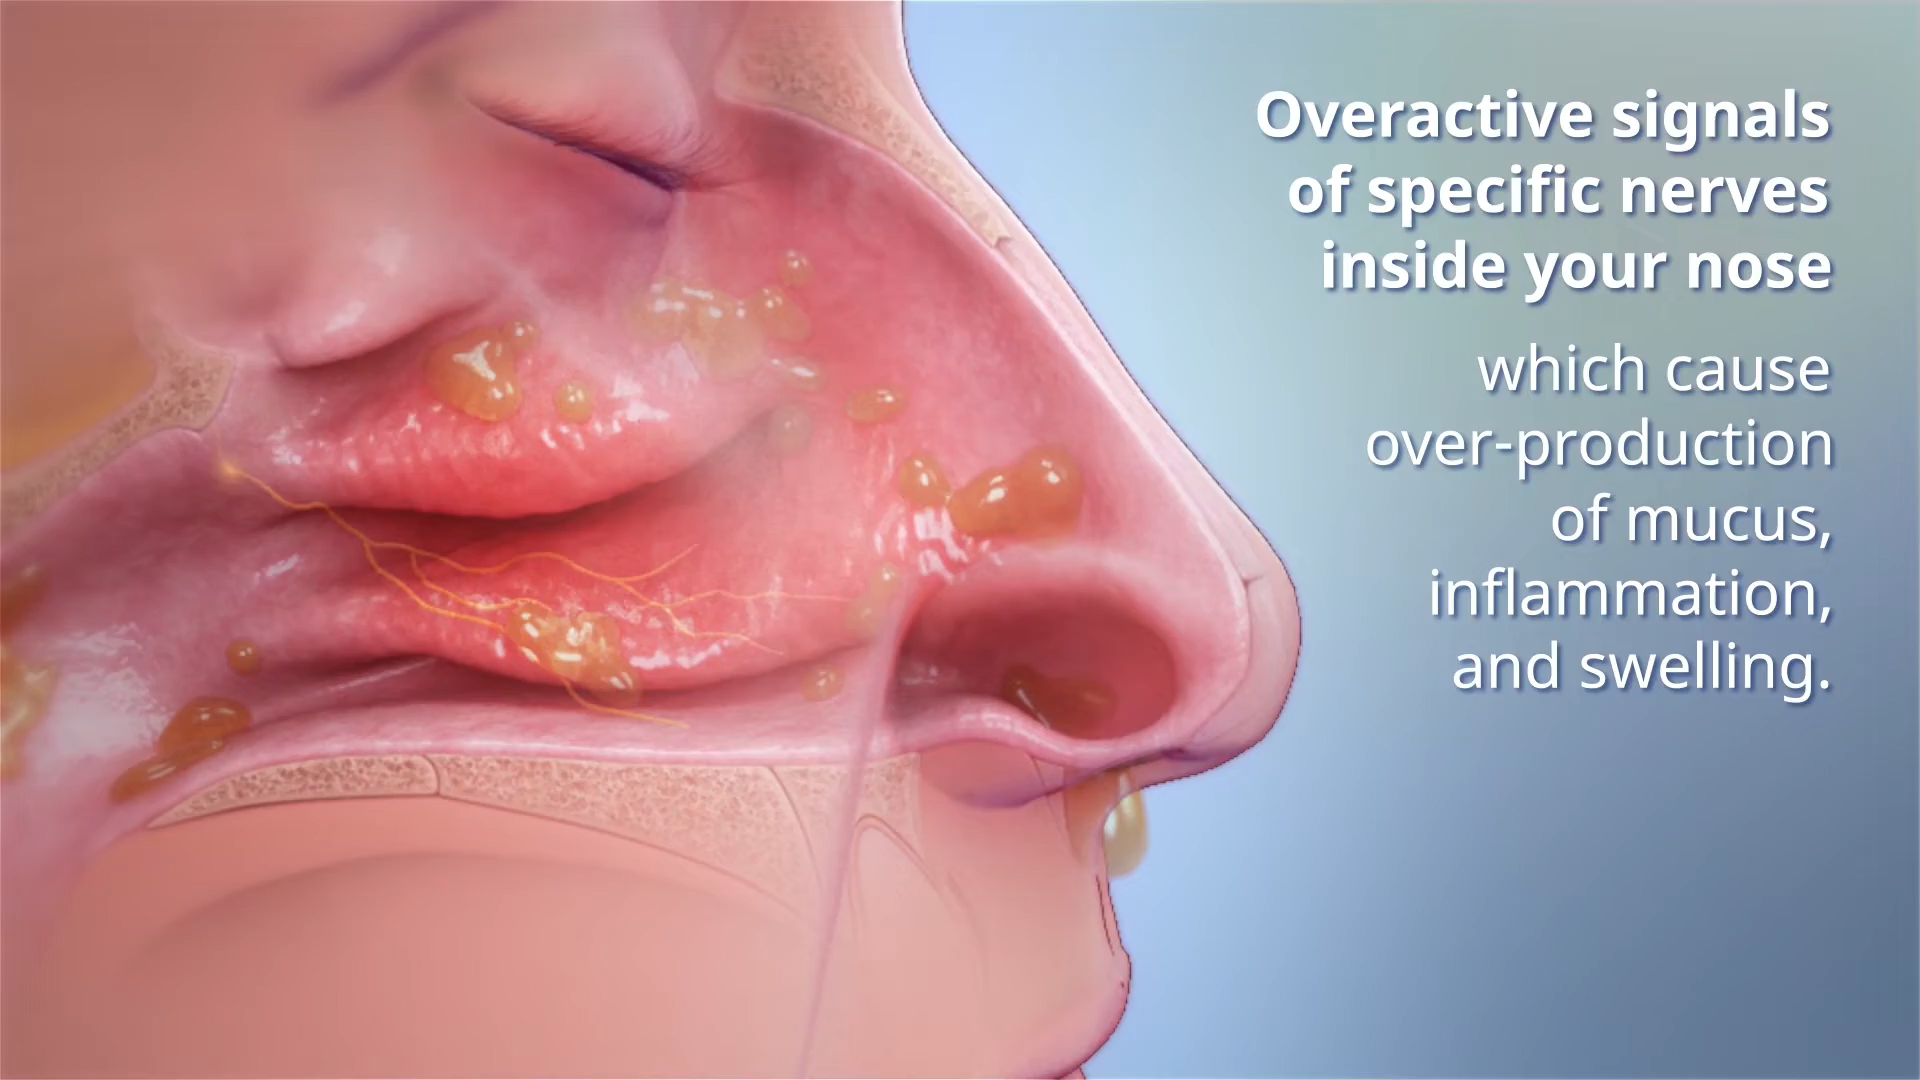 Overactive signals
of specific nerves
inside your nose
which cause
over-production
of mucus,
inflammation,
and swelling.